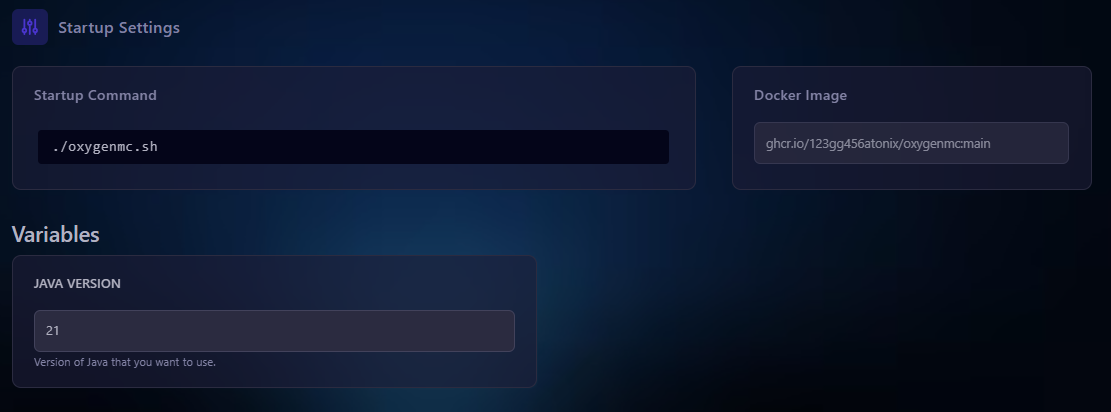 Startup Settings
Startup Command
Docker Image
./oxygenmc.sh
ghcr.io/123gg456atonix/oxygenmc:main
Variables
JAVA VERSION
21
Version of Java that you want to use.